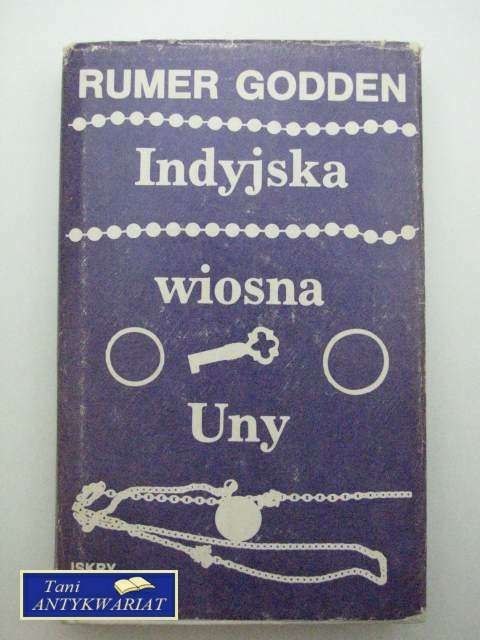 RUMER GODDEN
Indyjska
wiosna
Uny
ISKRY
Tani
ANTYKWARIAT